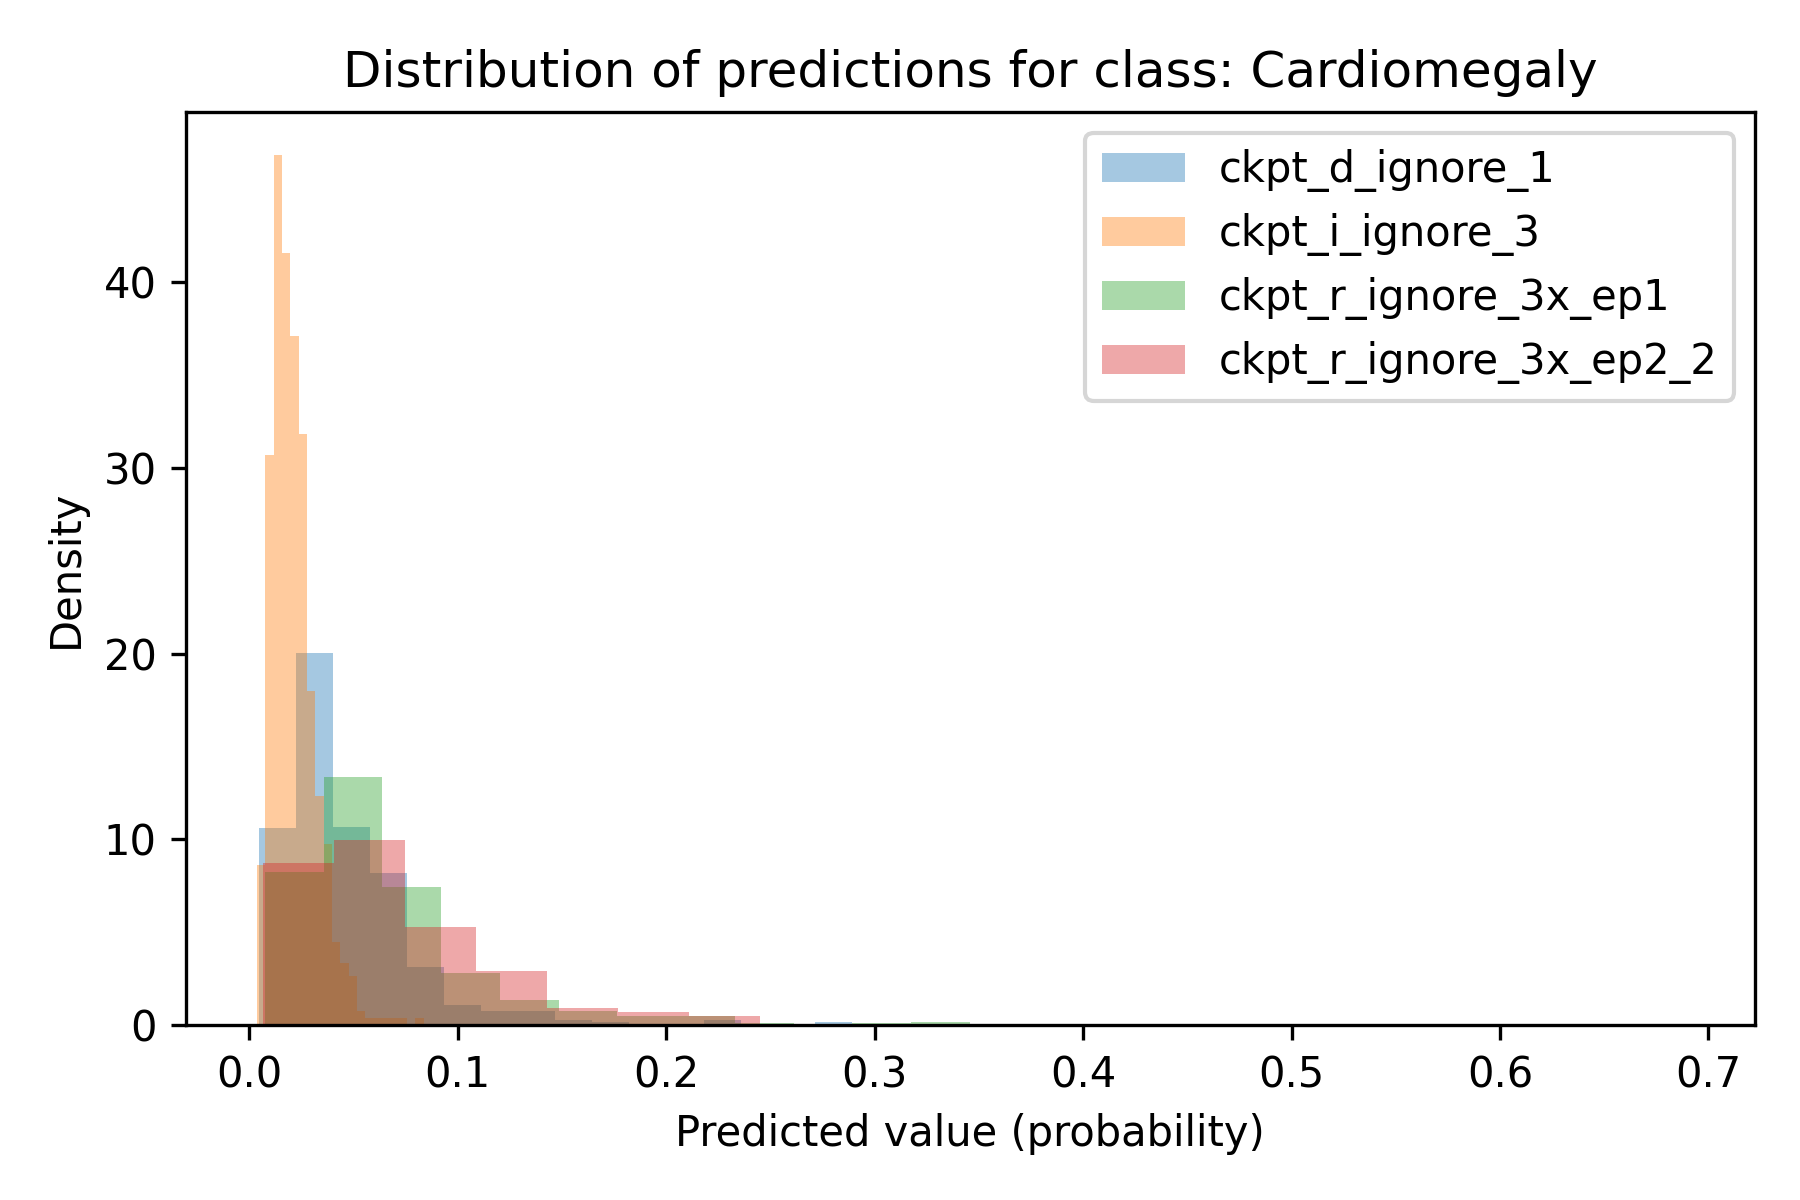 Distribution of predictions for class: Cardiomegaly
ckpt_d_ignore_1
ckpt_i_ignore_3
ckpt_r_ignore_3x_ep1
ckpt_r_ignore_3x_ep2_2
Density
40
30
20
10
0
0.0 0.1 0.2 0.3 0.4 0.5 0.6 0.7
Predicted value (probability)